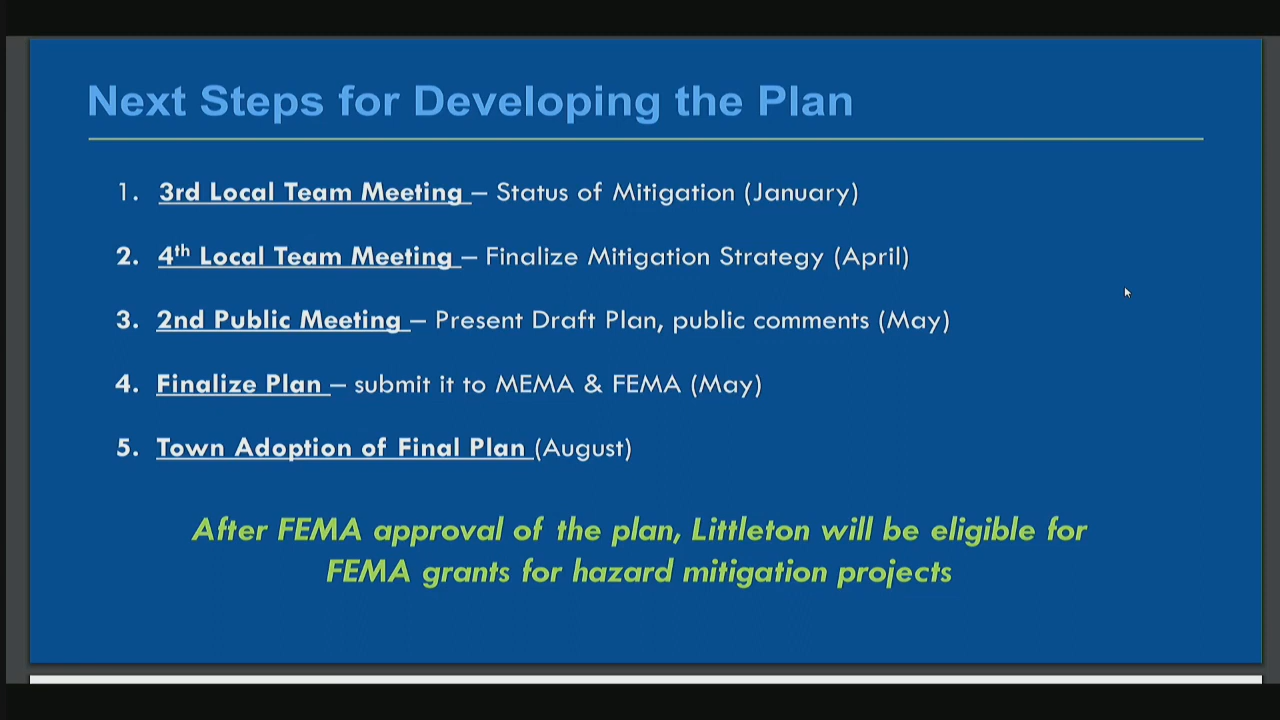 Next Steps for Developing the Plan
1. 3rd Local Team Meeting – Status of Mitigation (January)
2. 4th Local Team Meeting – Finalize Mitigation Strategy (April)
3. 2nd Public Meeting – Present Draft Plan, public comments (May)
4. Finalize Plan – submit it to MEMA & FEMA (May)
5. Town Adoption of Final Plan (August)
After FEMA approval of the plan, Littleton will be eligible for
FEMA grants for hazard mitigation projects